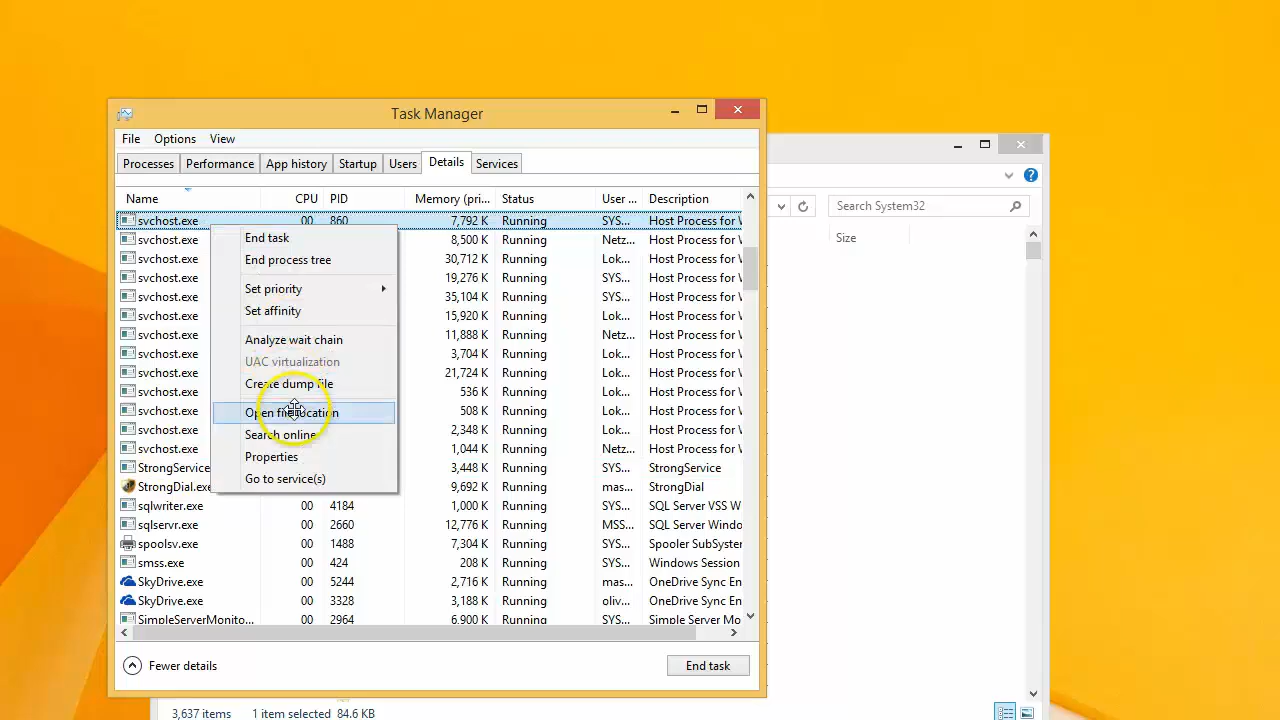 Task Manager
File Options View
Processes Performance App history Startup Users Details Services
Name CPU PID Memory (pri... Status User ... Description
svchost.exe 00 860 7,792 K Running SYS... Host Process for W
svchost.exe 8,500 K Running Netz... Host Process for W
svchost.exe 30,712 K Running Lok... Host Process for W
svchost.exe 19,276 K Running SYS... Host Process for W
svchost.exe 35,104 K Running SYS... Host Process for W
svchost.exe 15,920 K Running Lok... Host Process for W
svchost.exe 11,888 K Running Netz... Host Process for W
svchost.exe 3,704 K Running Lok... Host Process for W
svchost.exe 21,724 K Running Lok... Host Process for W
svchost.exe 536 K Running Lok... Host Process for W
svchost.exe 508 K Running Lok... Host Process for W
svchost.exe 2,348 K Running Lok... Host Process for W
svchost.exe 1,044 K Running Netz... Host Process for W
StrongService 3,448 K Running SYS... StrongService
StrongDial.exe 9,692 K Running mas... StrongDial
sqlwriter.exe 00 4184 1,000 K Running SYS... SQL Server VSS W
sqlservr.exe 00 2660 12,776 K Running MSS... SQL Server Windo
spoolsv.exe 00 1488 7,304 K Running SYS... Spooler SubSyster
smss.exe 00 424 208 K Running SYS... Windows Session
SkyDrive.exe 00 5244 2,716 K Running mas... OneDrive Sync En
SkyDrive.exe 00 3328 3,188 K Running oliv... OneDrive Sync En
SimpleServerMonito... 00 2964 6,900 K Running SYS... Simple Server Mo
End task
End process tree
Set priority
Set affinity
Analyze wait chain
UAC virtualization
Create dump file
Open file location
Search online
Properties
Go to service(s)
Fewer details End task
Search System32
Size
3,637 items 1 item selected 84.6 KB